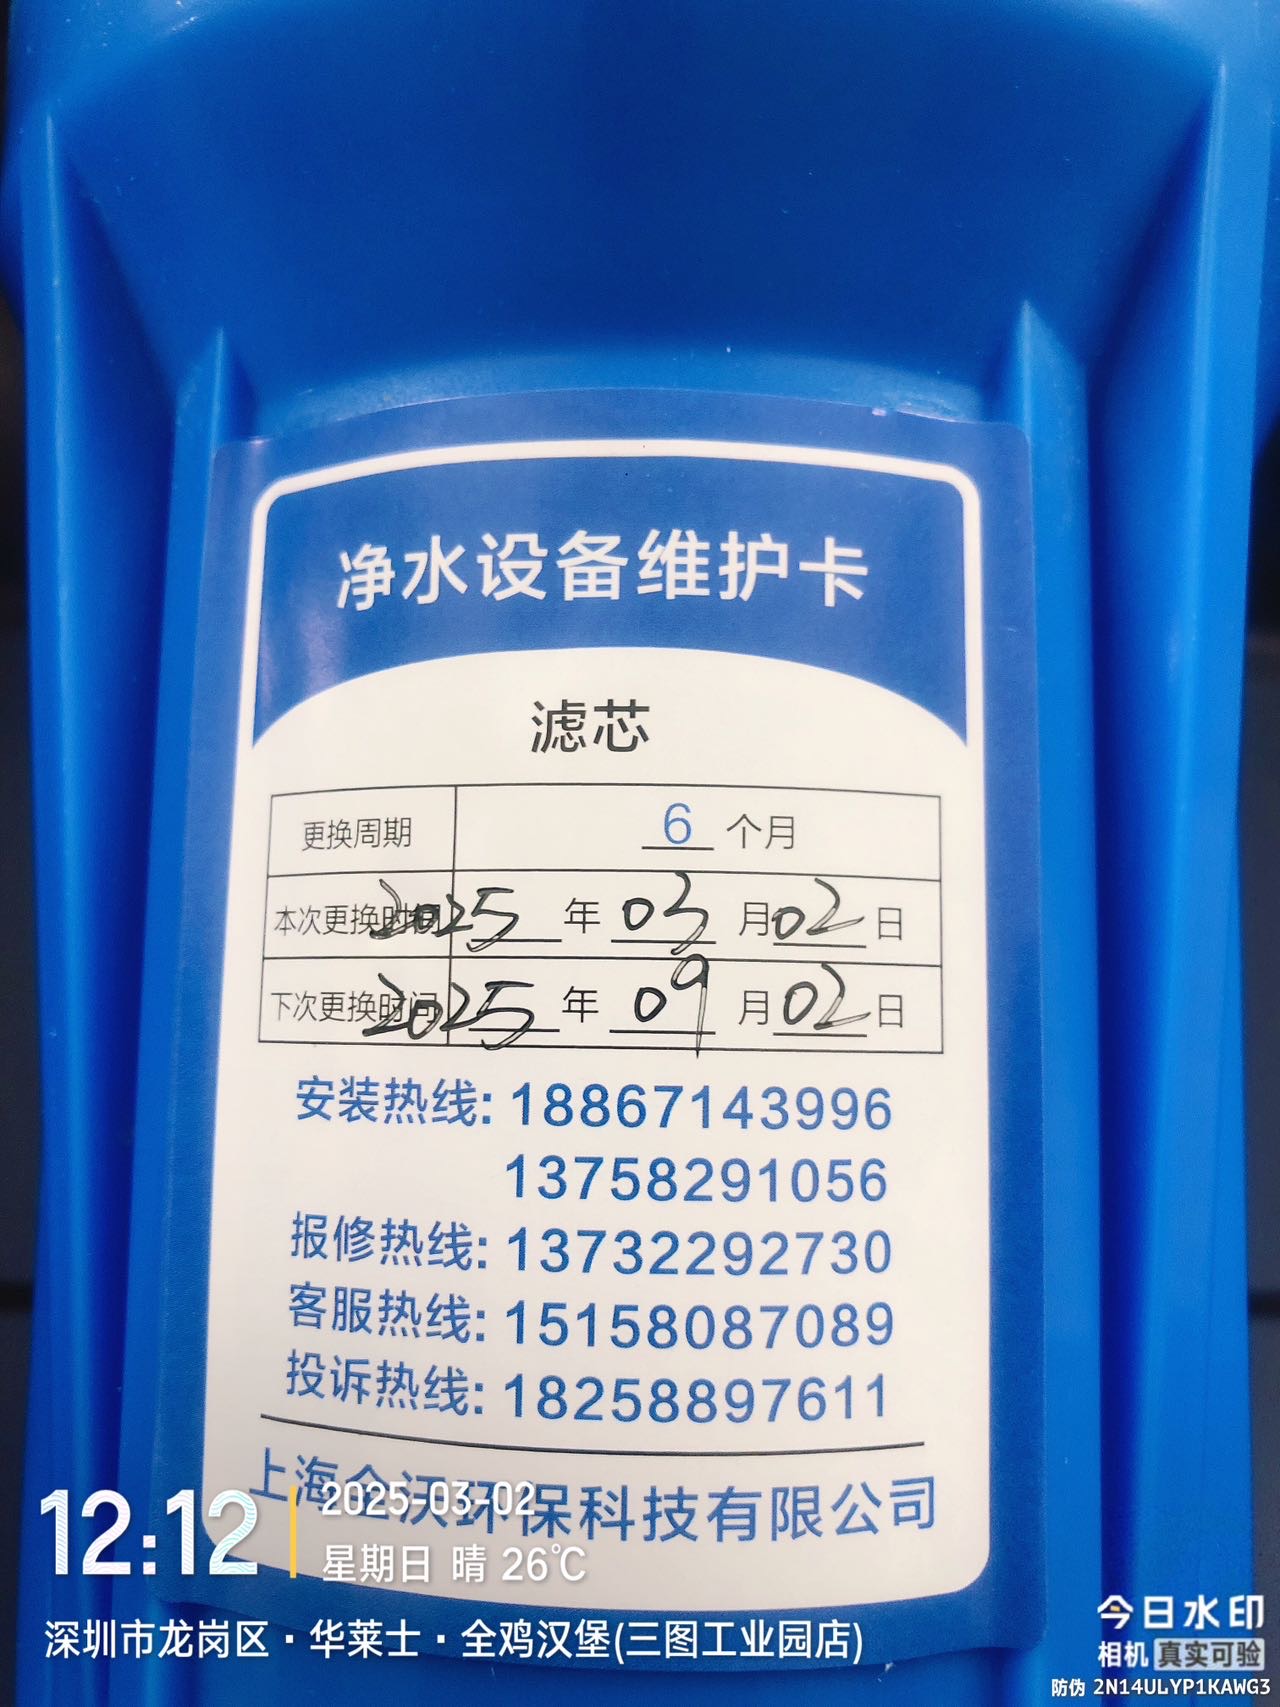 净水设备维护卡
滤芯
更换周期 6 个月
本次更换时间 2025 年 03 月 02 日
下次更换时间 2025 年 09 月 02 日
安装热线: 18867143996
13758291056
报修热线: 13732292730
客服热线: 15158087089
投诉热线: 18258897611
上海全沃环保科技有限公司
12:12
2025-03-02
星期日 晴 26℃
深圳市龙岗区·华莱士·全鸡汉堡(三图工业园店)
今日水印
相机 真实可验
防伪 2N14ULYP1KAWG3